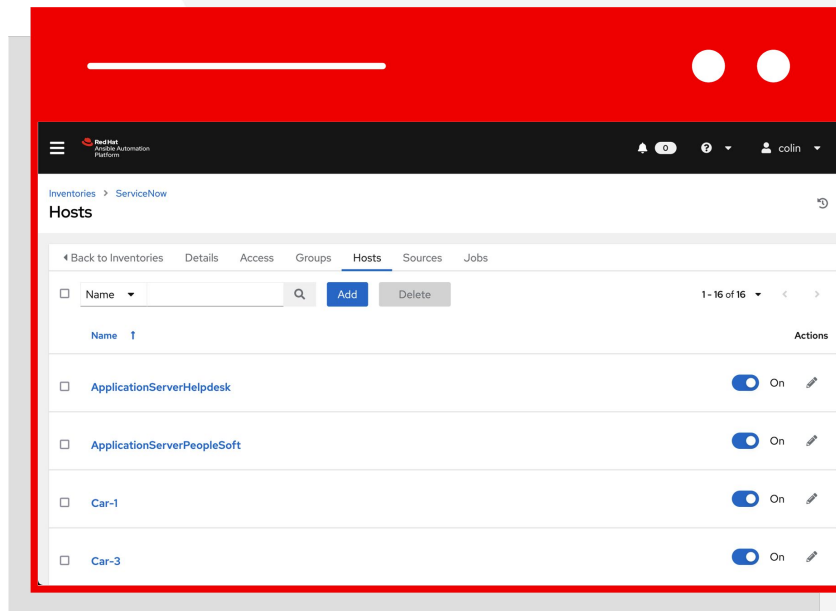 Red Hat
Ansible Automation
Platform
0
colin
Inventories > ServiceNow
Hosts
Back to Inventories Details Access Groups Hosts Sources Jobs
Name Add Delete 1 - 16 of 16
Name Actions
ApplicationServerHelpdesk On
ApplicationServerPeopleSoft On
Car-1 On
Car-3 On